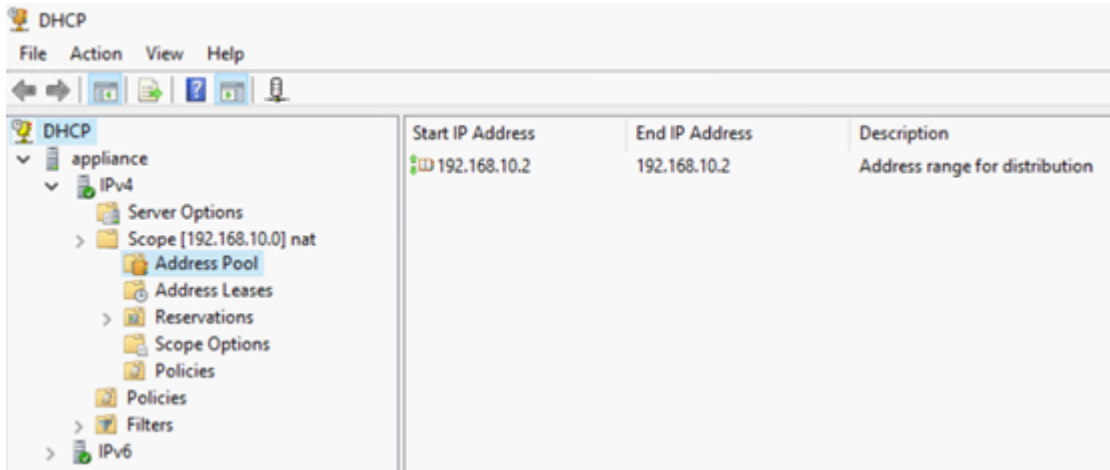 DHCP
File Action View Help
DHCP
appliance
IPv4
Server Options
Scope [192.168.10.0] nat
Address Pool
Address Leases
Reservations
Scope Options
Policies
Policies
Filters
IPv6
Start IP Address End IP Address Description
192.168.10.2 192.168.10.2 Address range for distribution